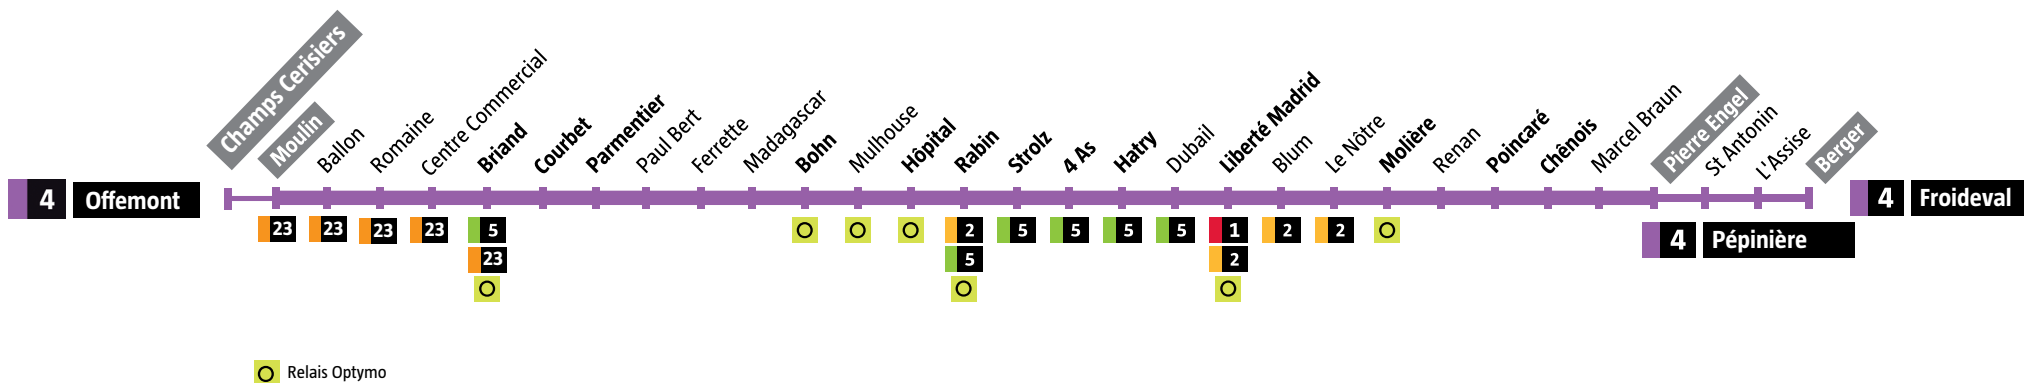 4 Offemont
Champs Cerisiers
Moulin
Ballon
Romaine
Centre Commercial
Briand
Courbet
Parmentier
Paul Bert
Ferrette
Madagascar
Bohn
Mulhouse
Hôpital
Rabin
Strolz
4 As
Hatry
Dubail
Liberté Madrid
Blum
Le Nôtre
Molière
Renan
Poincaré
Chênois
Marcel Braun
Pierre Engel
St Antonin
L'Assise
Berger
4 Froideval
4 Pépinière
23 23 23 23 5 2 5 5 5 5 1 2 2
23 5 2
Relais Optymo